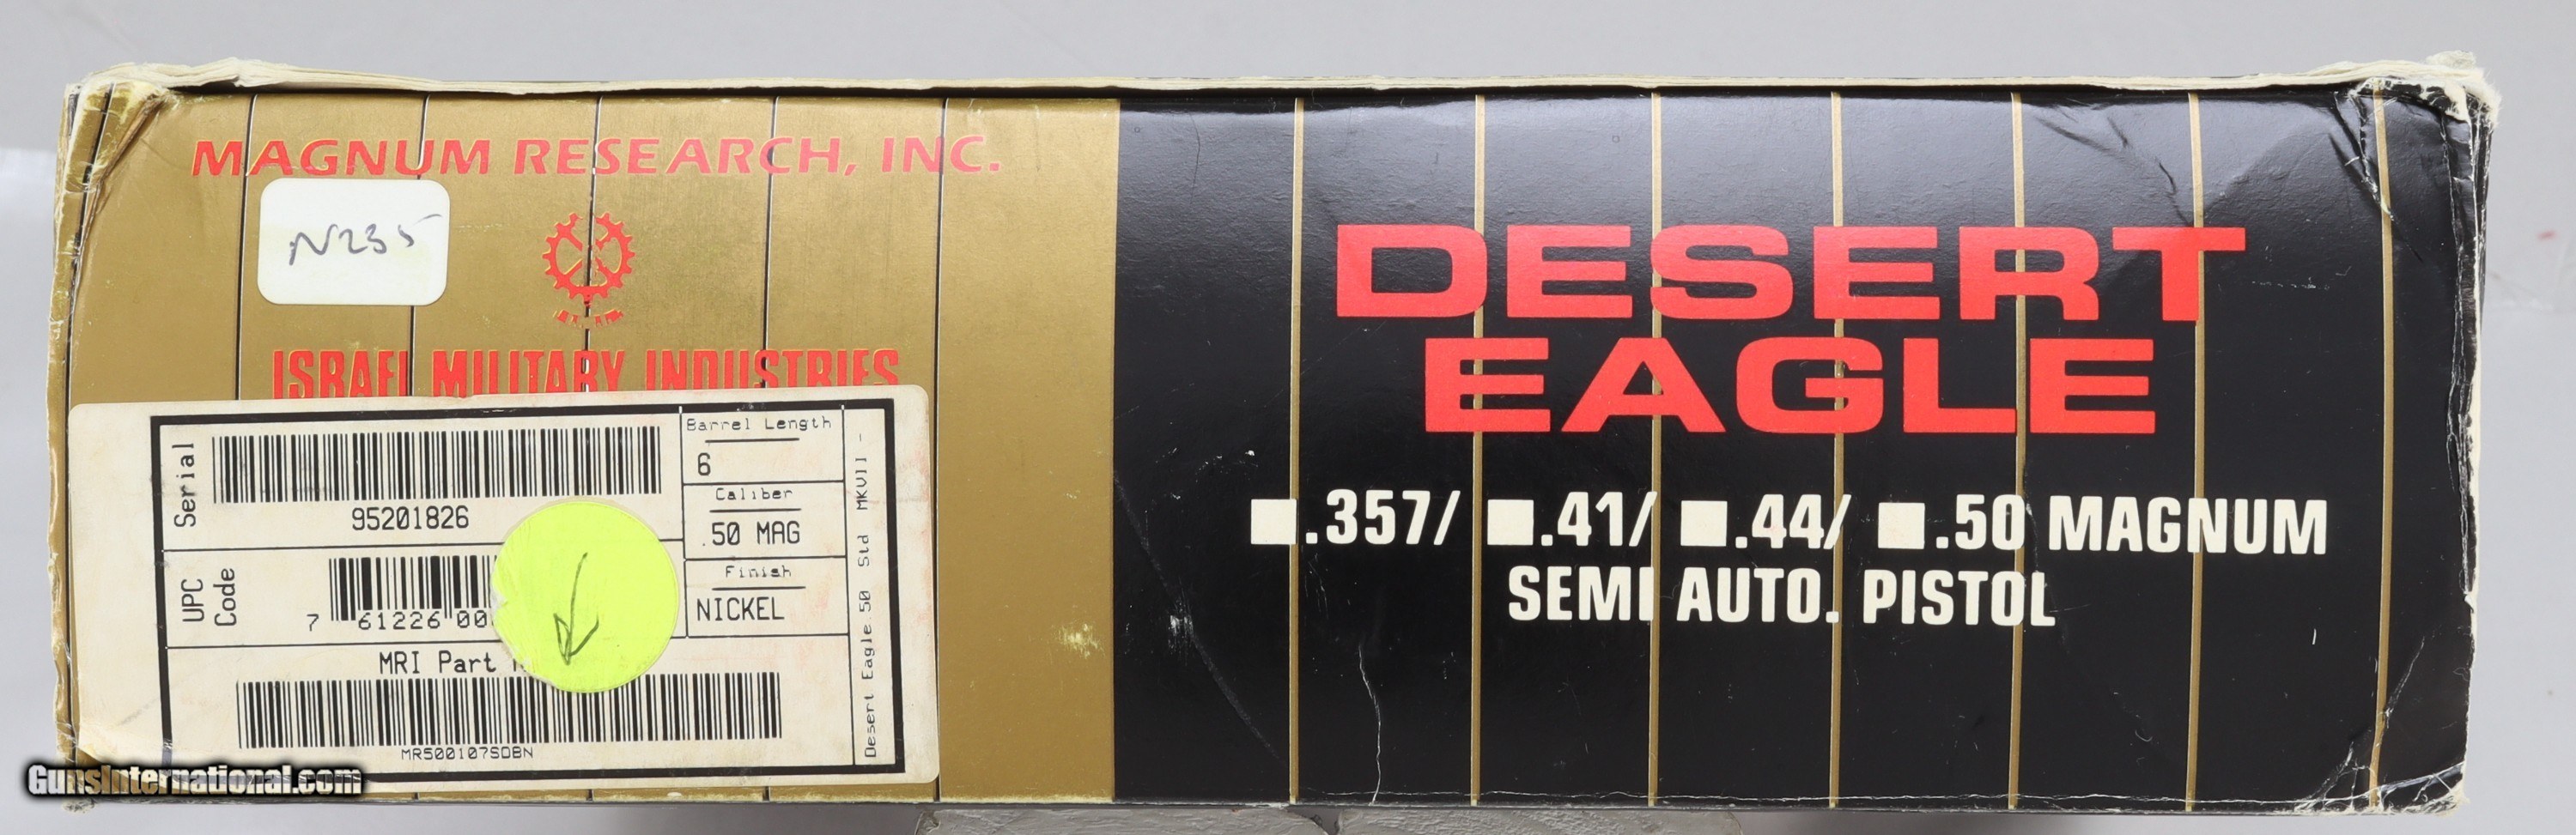 MAGNUM RESEARCH, INC.
N235
ISRAEL MILITARY INDUSTRIES
Serial
95201826
UPC
Code
7 61226 00
MRI Part
MR500107SDBN
Barrel Length
6
Caliber
.50 MAG
Finish
NICKEL
Desert Eagle.50 Std MKVII -
DESERT
EAGLE
.357/ .41/ .44/ .50 MAGNUM
SEMI AUTO. PISTOL
GunsInternational.com